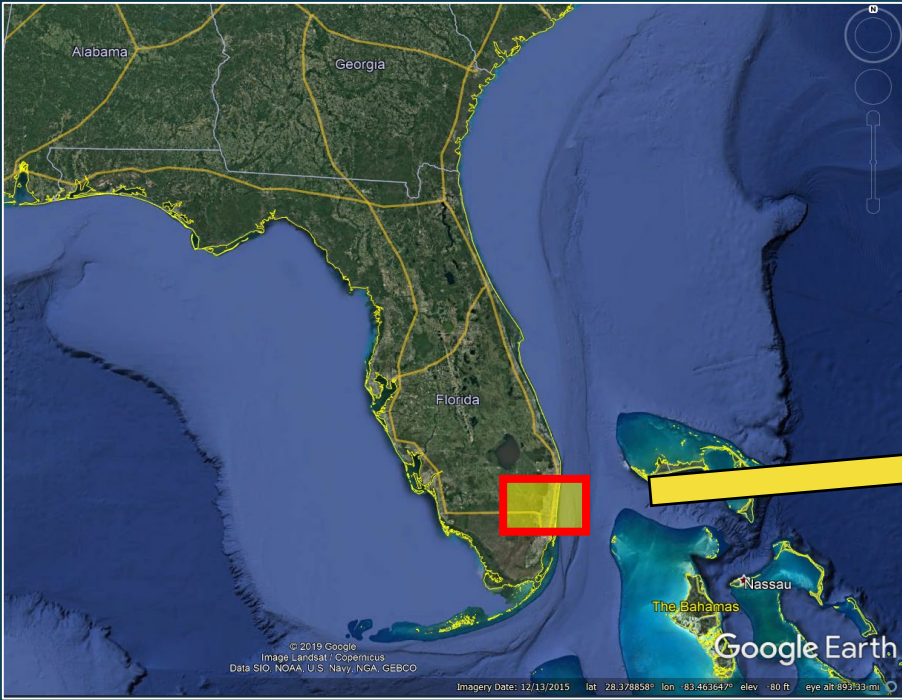 N
Alabama
Georgia
Florida
Nassau
The Bahamas
Google Earth
© 2019 Google
Image Landsat / Copernicus
Data SIO, NOAA, U.S. Navy, NGA, GEBCO
Imagery Date: 12/13/2015 lat 28.378858° lon -83.463647° elev -80 ft eye alt 893.33 mi